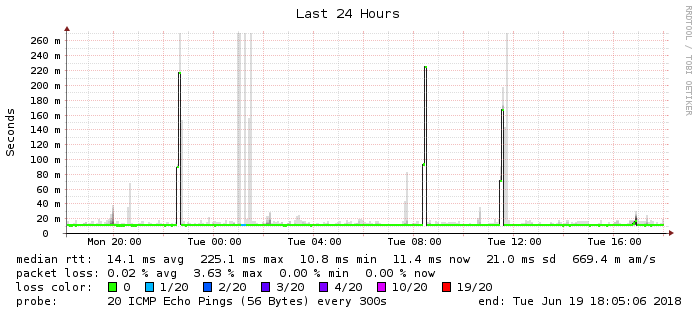 Last 24 Hours
RRDTOOL / TOBI OETIKER
Seconds
260 m
240 m
220 m
200 m
180 m
160 m
140 m
120 m
100 m
80 m
60 m
40 m
20 m
0
Mon 20:00 Tue 00:00 Tue 04:00 Tue 08:00 Tue 12:00 Tue 16:00
median rtt: 14.1 ms avg 225.1 ms max 10.8 ms min 11.4 ms now 21.0 ms sd 669.4 m am/s
packet loss: 0.02 % avg 3.63 % max 0.00 % min 0.00 % now
loss color: 0 1/20 2/20 3/20 4/20 10/20 19/20
probe: 20 ICMP Echo Pings (56 Bytes) every 300s end: Tue Jun 19 18:05:06 2018